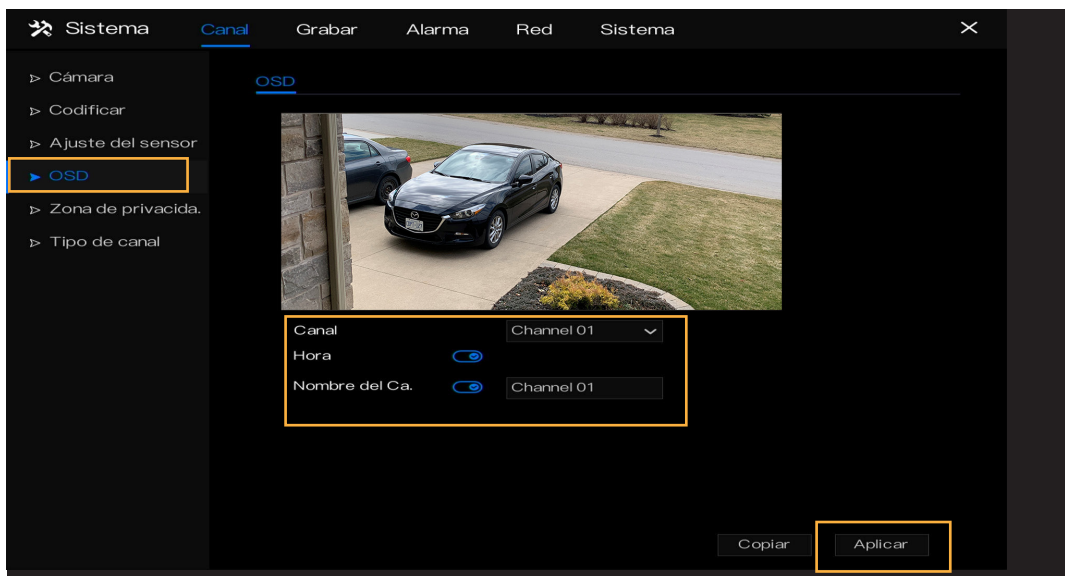 Sistema Canal Grabar Alarma Red Sistema
Cámara
OSD
Codificar
Ajuste del sensor
OSD
Zona de privacida.
Tipo de canal
Canal Channel 01
Hora
Nombre del Ca. Channel 01
Copiar Aplicar